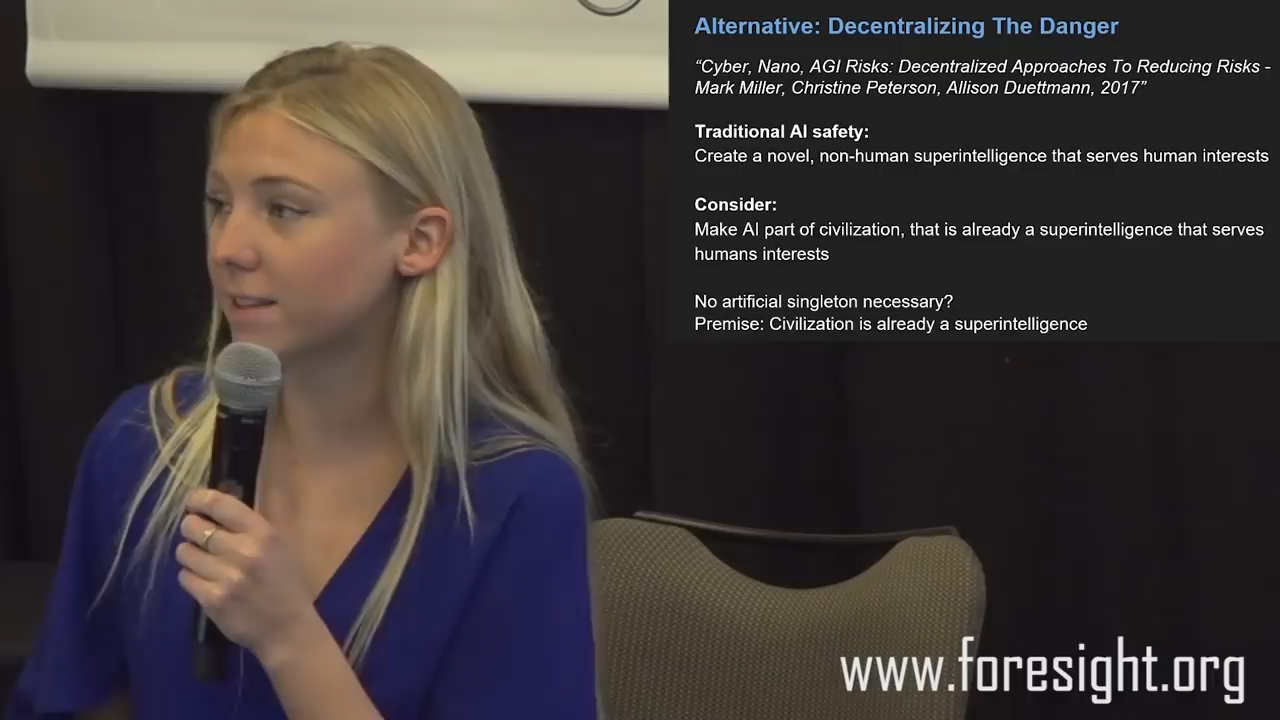 Alternative: Decentralizing The Danger
“Cyber, Nano, AGI Risks: Decentralized Approaches To Reducing Risks -
Mark Miller, Christine Peterson, Allison Duettmann, 2017”
Traditional AI safety:
Create a novel, non-human superintelligence that serves human interests
Consider:
Make AI part of civilization, that is already a superintelligence that serves
humans interests
No artificial singleton necessary?
Premise: Civilization is already a superintelligence
www.foresight.org